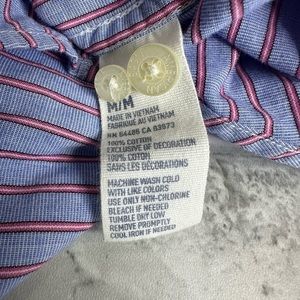 M/M
MADE IN VIETNAM
FABRIQUE AU VIETNAM
RN 54486 CA 03973
100% COTTON
EXCLUSIVE OF DECORATION
100% COTON
SANS LES DÉCORATIONS
MACHINE WASH COLD
WITH LIKE COLORS
USE ONLY NON-CHLORINE
BLEACH IF NEEDED
TUMBLE DRY LOW
REMOVE PROMPTLY
COOL IRON IF NEEDED